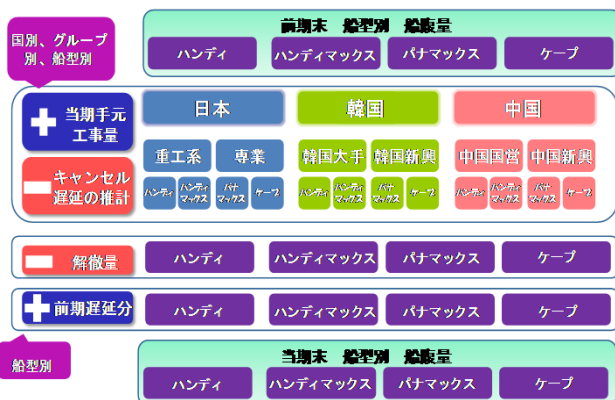 前期末　船型別　船腹量
国別、グループ
別、船型別
ハンディ ハンディマックス パナマックス ケープ
＋ 当期手元
工事量
日本 韓国 中国
重工系 専業 韓国大手 韓国新興 中国国営 中国新興
－ キャンセル
遅延の推計
ハンディ ハンディ
マックス パナ
マックス ケープ ハンディ ハンディ
マックス パナ
マックス ケープ ハンディ ハンディ
マックス パナ
マックス ケープ
－ 解徹量 ハンディ ハンディマックス パナマックス ケープ
＋ 前期遅延分 ハンディ ハンディマックス パナマックス ケープ
船型別
当期末　船型別　船腹量
ハンディ ハンディマックス パナマックス ケープ